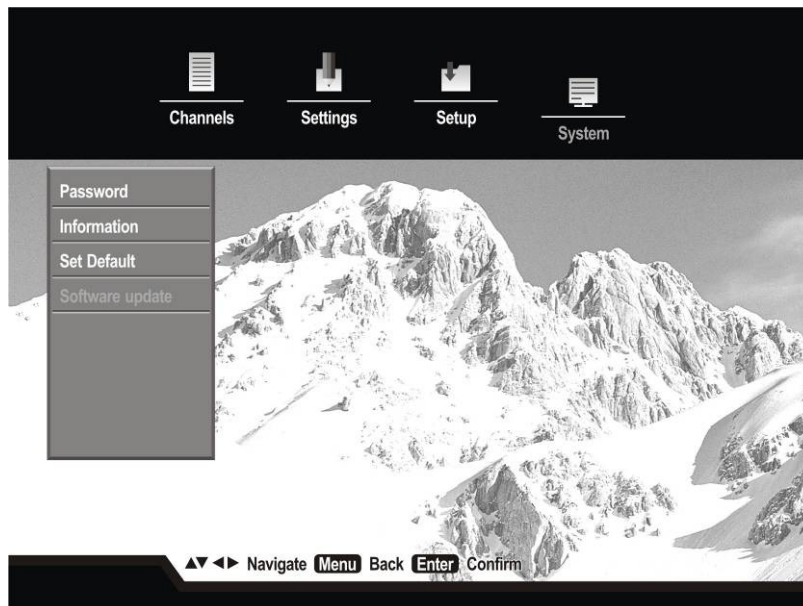 Channels Settings Setup System
Password
Information
Set Default
Software update
▲▼ ◀▶ Navigate Menu Back Enter Confirm